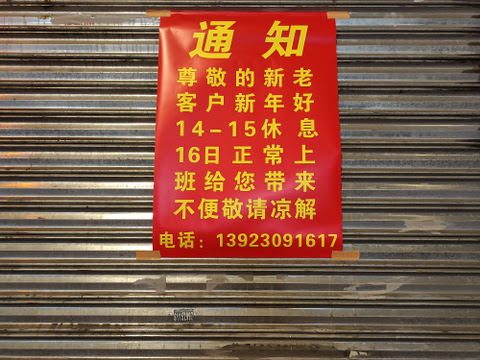 通知
尊敬的新老
客户新年好
14-15休息
16日正常上
班给您带来
不便敬请凉解
电话：13923091617